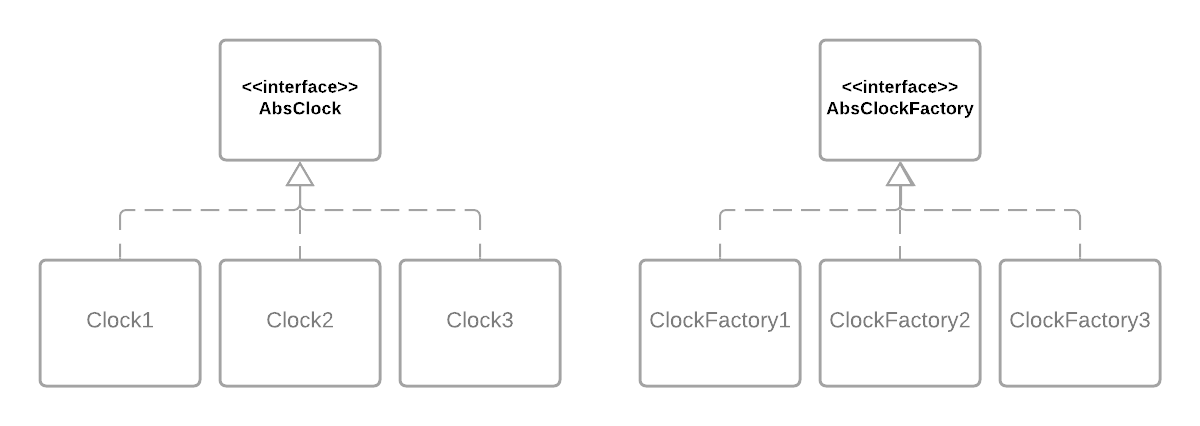 <<interface>>
AbsClock
<<interface>>
AbsClockFactory
Clock1
Clock2
Clock3
ClockFactory1
ClockFactory2
ClockFactory3